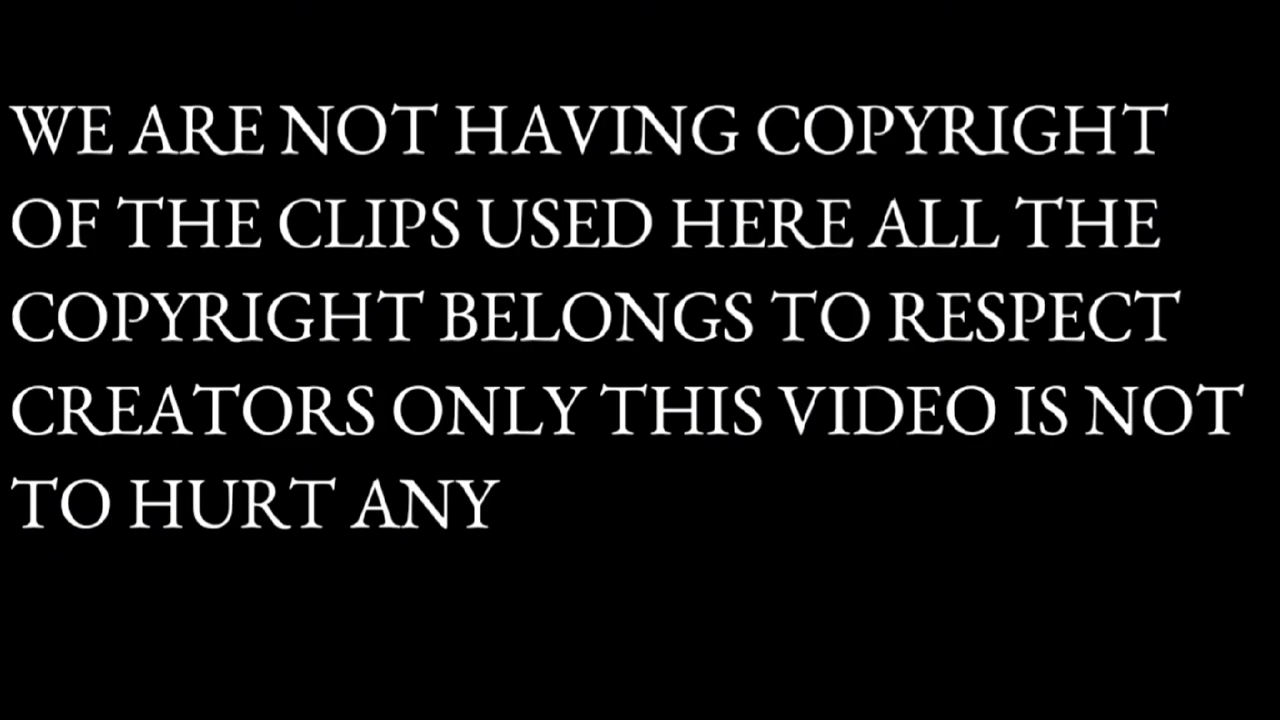 WE ARE NOT HAVING COPYRIGHT
OF THE CLIPS USED HERE ALL THE
COPYRIGHT BELONGS TO RESPECT
CREATORS ONLY THIS VIDEO IS NOT
TO HURT ANY